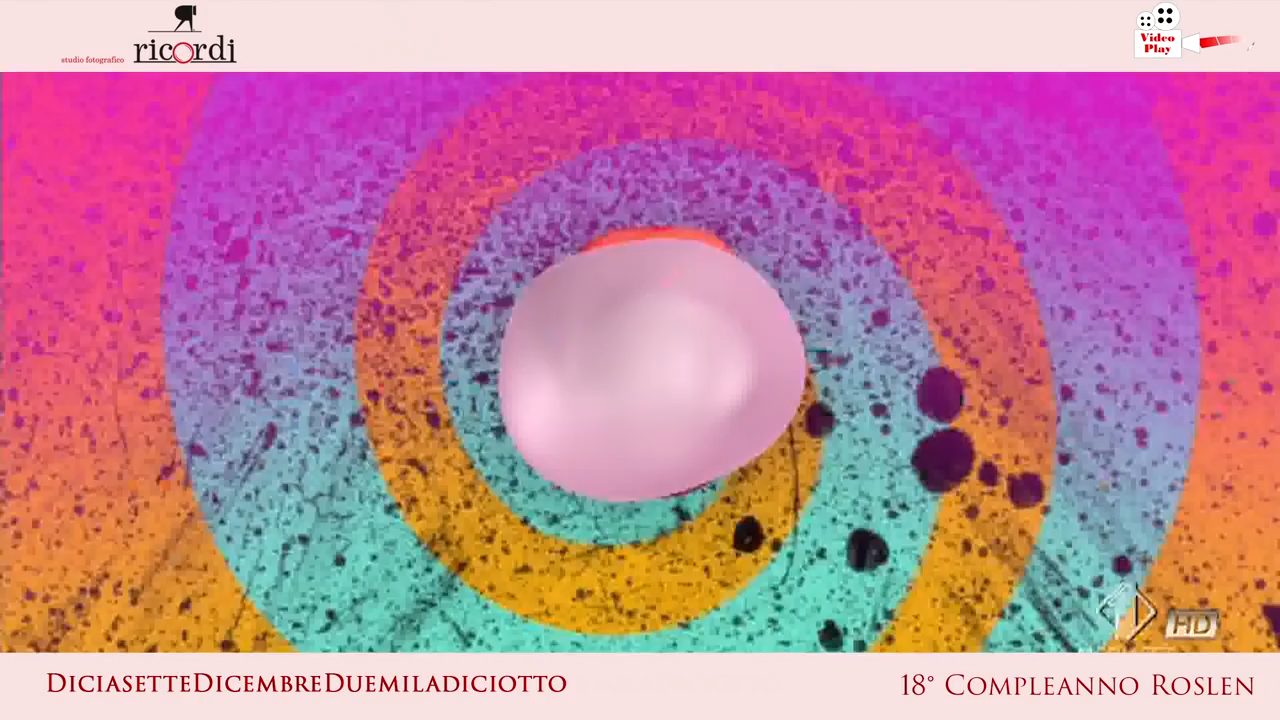 studio fotografico ricordi
Video
Play
HD
DiciasetteDicembreDuemiladiciotto
18° Compleanno Roslen